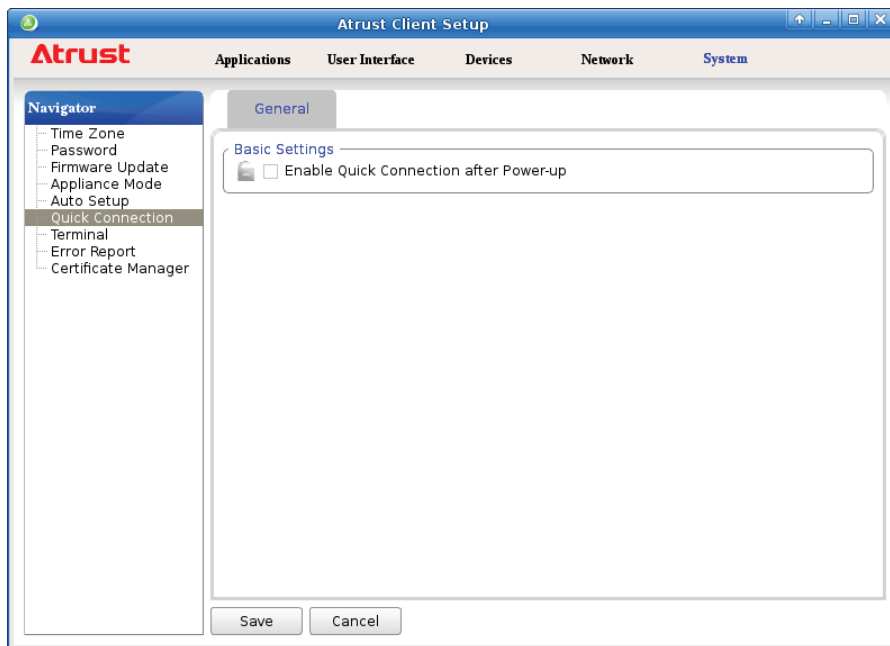 Atrust Client Setup
Atrust
Applications User Interface Devices Network System
Navigator
Time Zone
Password
Firmware Update
Appliance Mode
Auto Setup
Quick Connection
Terminal
Error Report
Certificate Manager
General
Basic Settings
Enable Quick Connection after Power-up
Save Cancel